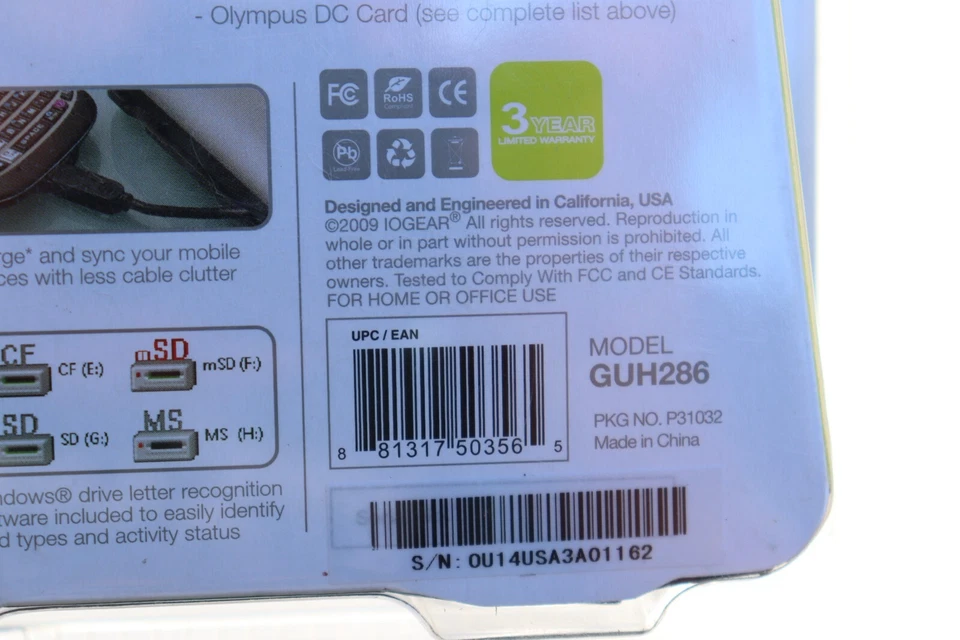 - Olympus DC Card (see complete list above)
FC
RoHS
Compliant
CE
Pb
Lead Free
3 YEAR
LIMITED WARRANTY
rge* and sync your mobile
ces with less cable clutter
Designed and Engineered in California, USA
©2009 IOGEAR® All rights reserved. Reproduction in
whole or in part without permission is prohibited. All
other trademarks are the properties of their respective
owners. Tested to Comply With FCC and CE Standards.
FOR HOME OR OFFICE USE
CF
CF (E:)
mSD
mSD (F:)
SD
SD (G:)
MS
MS (H:)
ndows® drive letter recognition
tware included to easily identify
d types and activity status
UPC / EAN
8 81317 50356 5
MODEL
GUH286
PKG NO. P31032
Made in China
S/N: 0U14USA3A01162